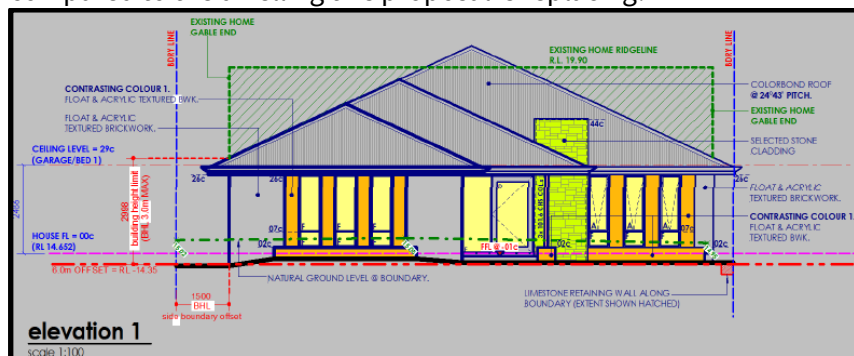 EXISTING HOME
GABLE END
BDRY LINE
BDRY LINE
EXISTING HOME RIDGELINE
R.L. 19.90
CONTRASTING COLOUR 1.
FLOAT & ACRYLIC TEXTURED BWK.
COLORBOND ROOF
@ 24°43' PITCH.
FLOAT & ACRYLIC
TEXTURED BRICKWORK.
EXISTING HOME
GABLE END
44c
SELECTED STONE
CLADDING
CEILING LEVEL = 29c
(GARAGE/BED 1)
26c
26c
26c
26c
2466
2988
building height limit
(BHL 3.0m MAX)
FLOAT & ACRYLIC
TEXTURED BRICKWORK.
HOUSE FL = 00c
(RL 14.652)
07c
02c
02c
FFL @ -01c
02c
07c
02c
CONTRASTING COLOUR 1
FLOAT & ACRYLIC
TEXTURED BWK.
6.0m OFFSET = RL -14.35
NATURAL GROUND LEVEL @ BOUNDARY.
1500
BHL
side boundary offset
LIMESTONE RETAINNG WALL ALONG
BOUNDARY (EXTENT SHOWN HATCHED)
elevation 1
scale 1:100